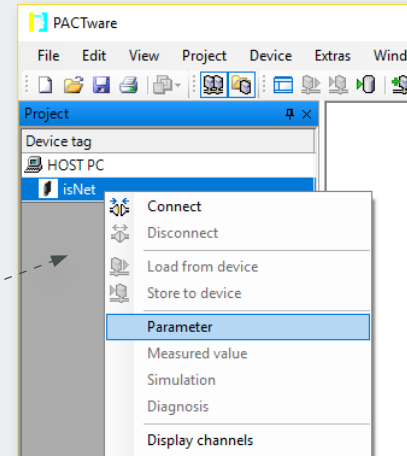 PACTware
File Edit View Project Device Extras Wind
Project
Device tag
HOST PC
isNet
Connect
Disconnect
Load from device
Store to device
Parameter
Measured value
Simulation
Diagnosis
Display channels